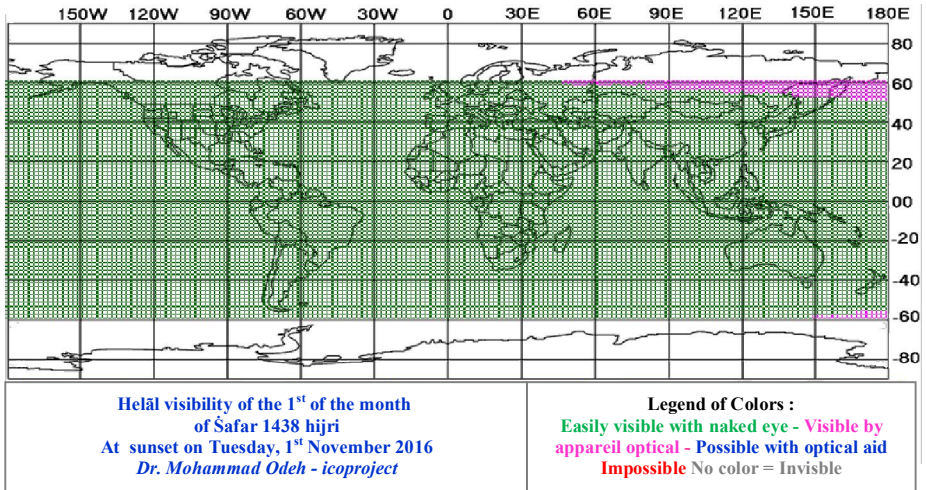 150W 120W 90W 60W 30W 0 30E 60E 90E 120E 150E 180E
80
60
40
20
00
-20
-40
-60
-80
Helāl visibility of the 1st of the month
of Ṡafar 1438 hijri
At sunset on Tuesday, 1st November 2016
Dr. Mohammad Odeh - icoproject
Legend of Colors :
Easily visible with naked eye - Visible by
appareil optical - Possible with optical aid
Impossible No color = Invisble